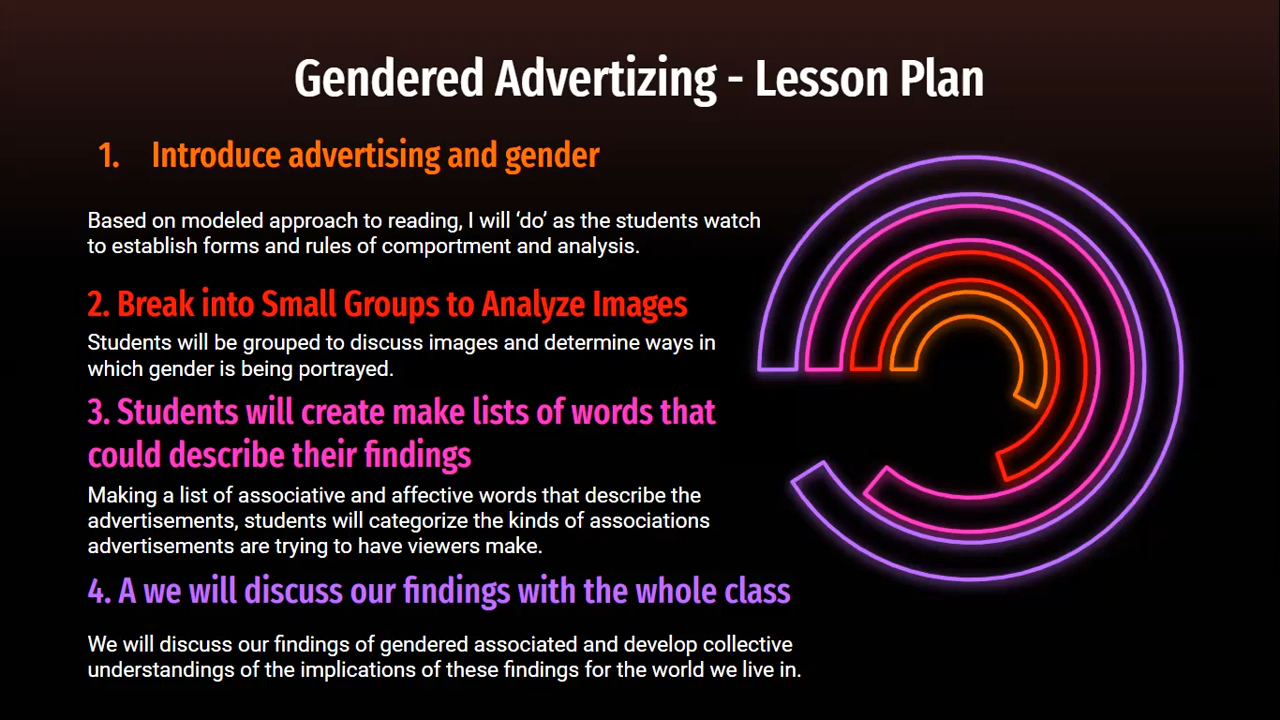 Gendered Advertizing - Lesson Plan
1. Introduce advertising and gender
Based on modeled approach to reading, I will ‘do’ as the students watch
to establish forms and rules of comportment and analysis.
2. Break into Small Groups to Analyze Images
Students will be grouped to discuss images and determine ways in
which gender is being portrayed.
3. Students will create make lists of words that
could describe their findings
Making a list of associative and affective words that describe the
advertisements, students will categorize the kinds of associations
advertisements are trying to have viewers make.
4. A we will discuss our findings with the whole class
We will discuss our findings of gendered associated and develop collective
understandings of the implications of these findings for the world we live in.